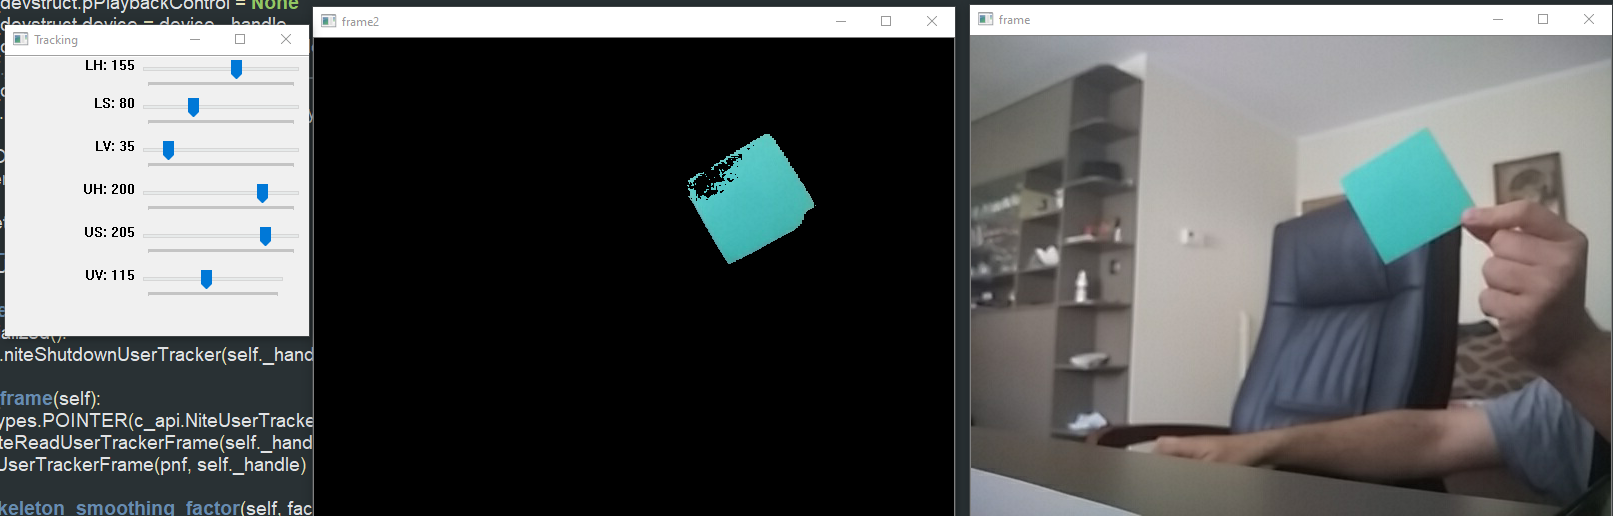 devstruct.pPlaybackControl = None
devstruct.device = device._handle
Tracking
LH: 155
LS: 80
LV: 35
UH: 200
US: 205
UV: 115
frame2
frame
.niteShutdownUserTracker(self._hand
frame(self):
ypes.POINTER(c_api.NiteUserTracke
teReadUserTrackerFrame(self._hand
UserTrackerFrame(pnf, self._handle)
keleton_smoothing_factor(self, fac